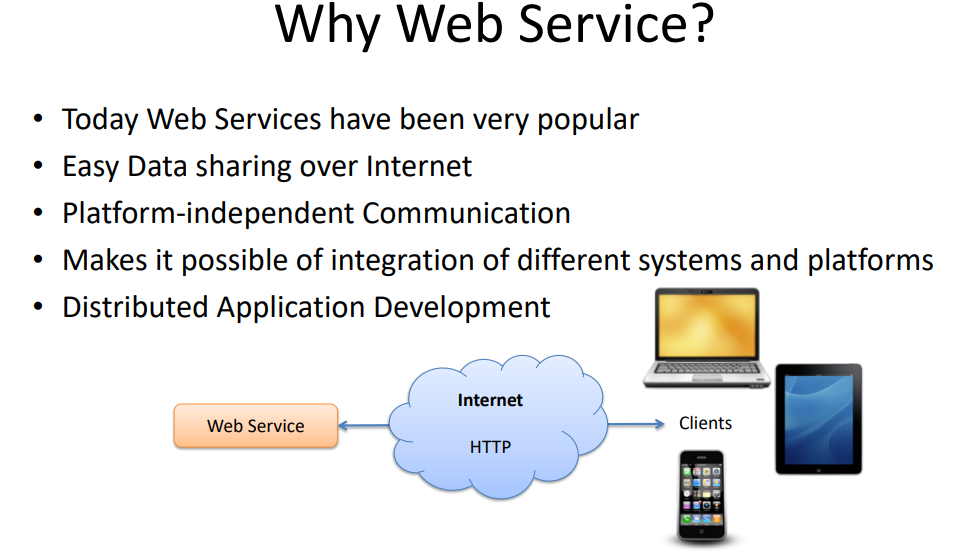 Why Web Service?
• Today Web Services have been very popular
• Easy Data sharing over Internet
• Platform-independent Communication
• Makes it possible of integration of different systems and platforms
• Distributed Application Development
Internet
Web Service
HTTP
Clients